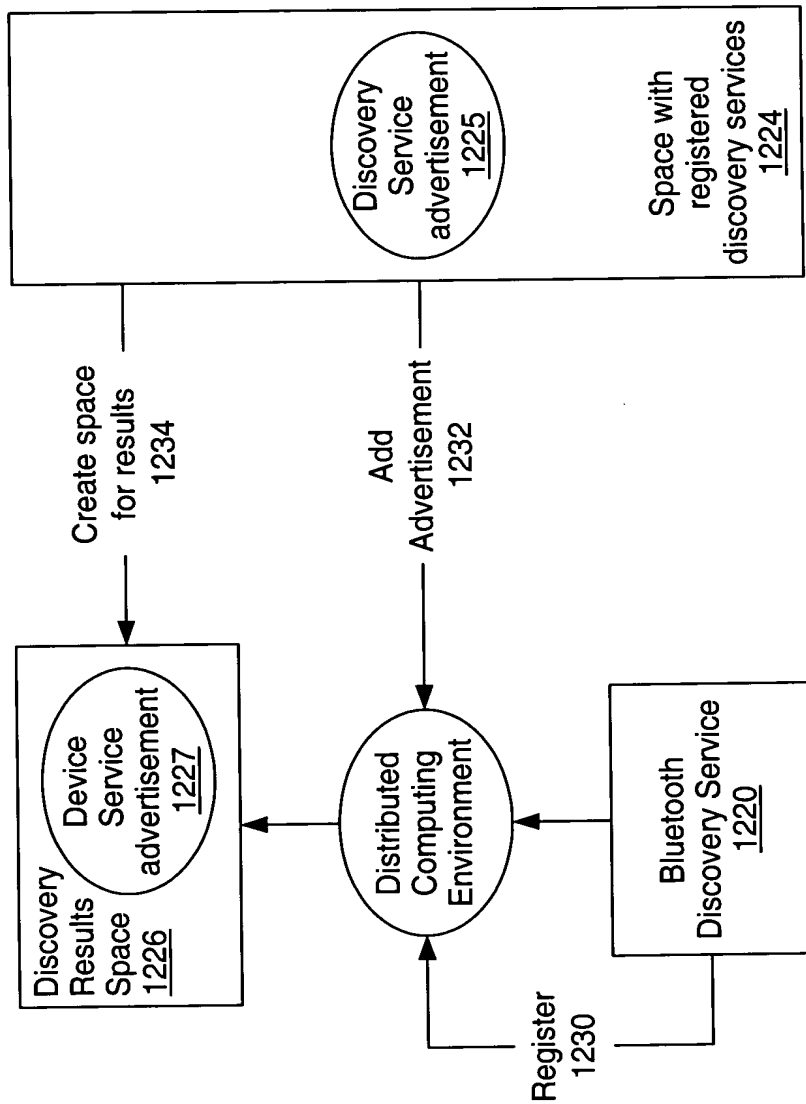 Discovery
Results
Space
1226
Device
Service
advertisement
1227
Create space
for results
1234
Discovery
Service
advertisement
1225
Space with
registered
discovery services
1224
Distributed
Computing
Environment
Add
Advertisement
1232
Register
1230
Bluetooth
Discovery Service
1220